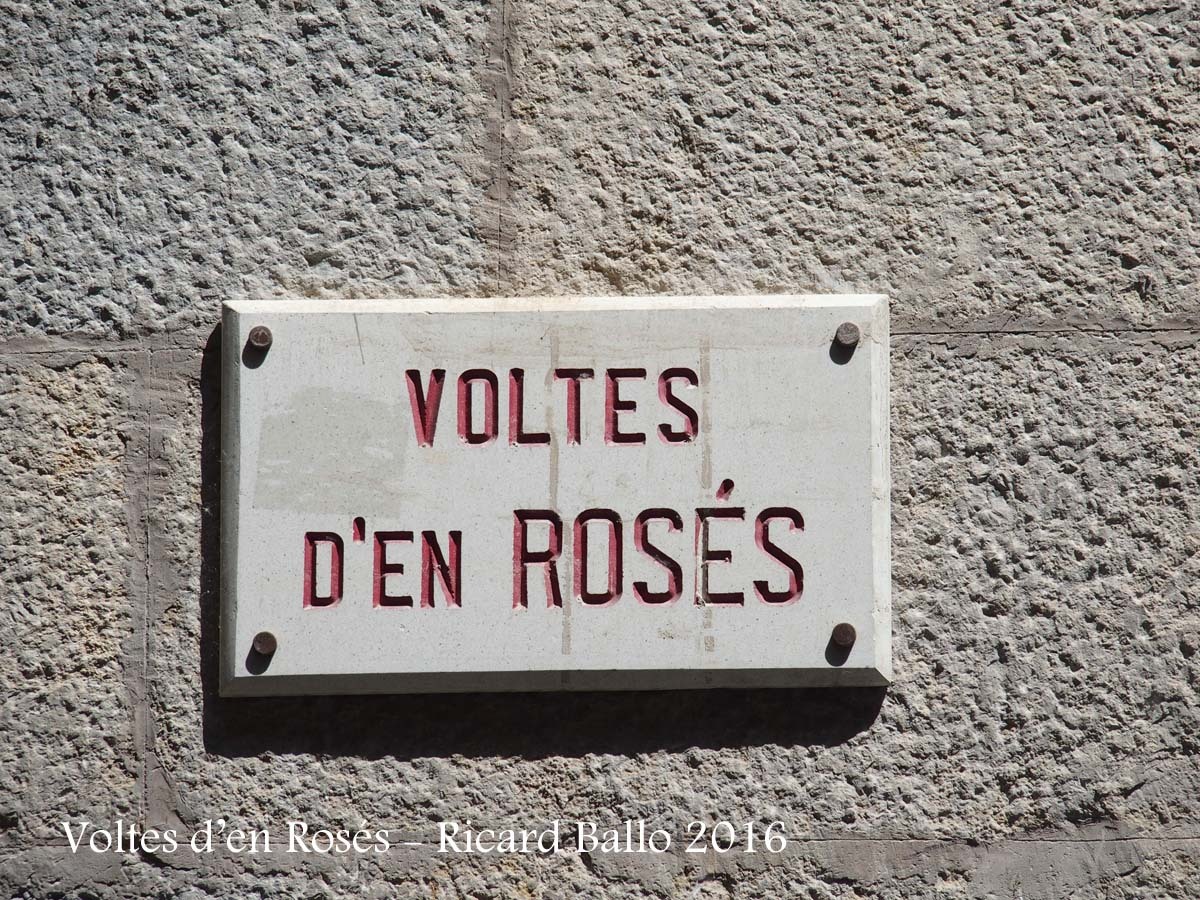 VOLTES
D'EN ROSÉS
Voltes d'en Rosés - Ricard Ballo 2016